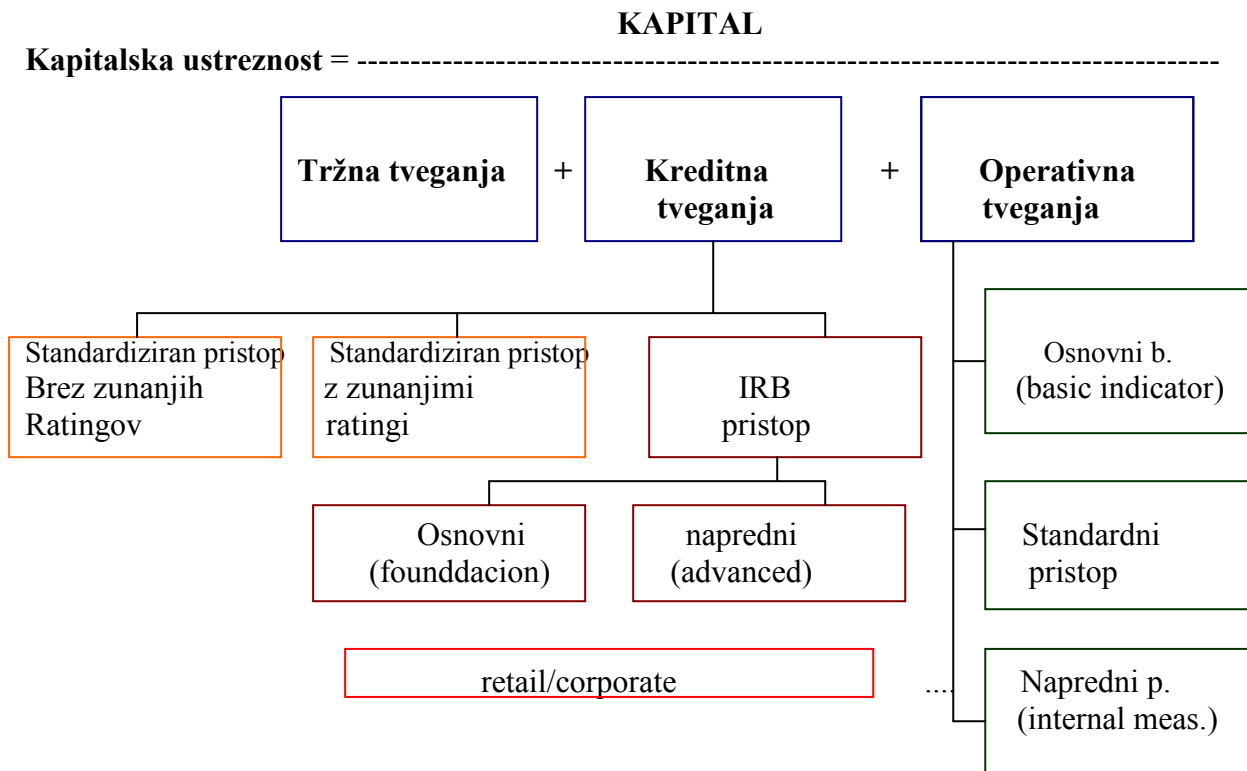 KAPITAL
Kapitalska ustreznost = --------------------------------------------------------------------------------
Tržna tveganja + Kreditna tveganja + Operativna tveganja
Standardiziran pristop
Brez zunanjih
Ratingov
Standardiziran pristop
z zunanjimi
ratingi
IRB
pristop
Osnovni
(founddacion)
napredni
(advanced)
retail/corporate
....
Osnovni b.
(basic indicator)
Standardni
pristop
Napredni p.
(internal meas.)